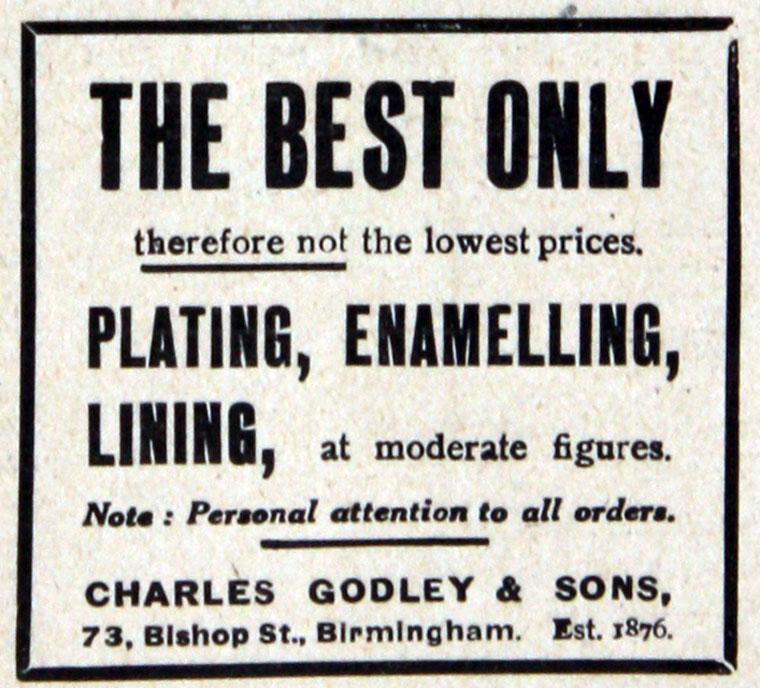 THE BEST ONLY
therefore not the lowest prices.
PLATING, ENAMELLING,
LINING, at moderate figures.
Note : Personal attention to all orders.
CHARLES GODLEY & SONS,
73, Bishop St., Birmingham. Est. 1876.